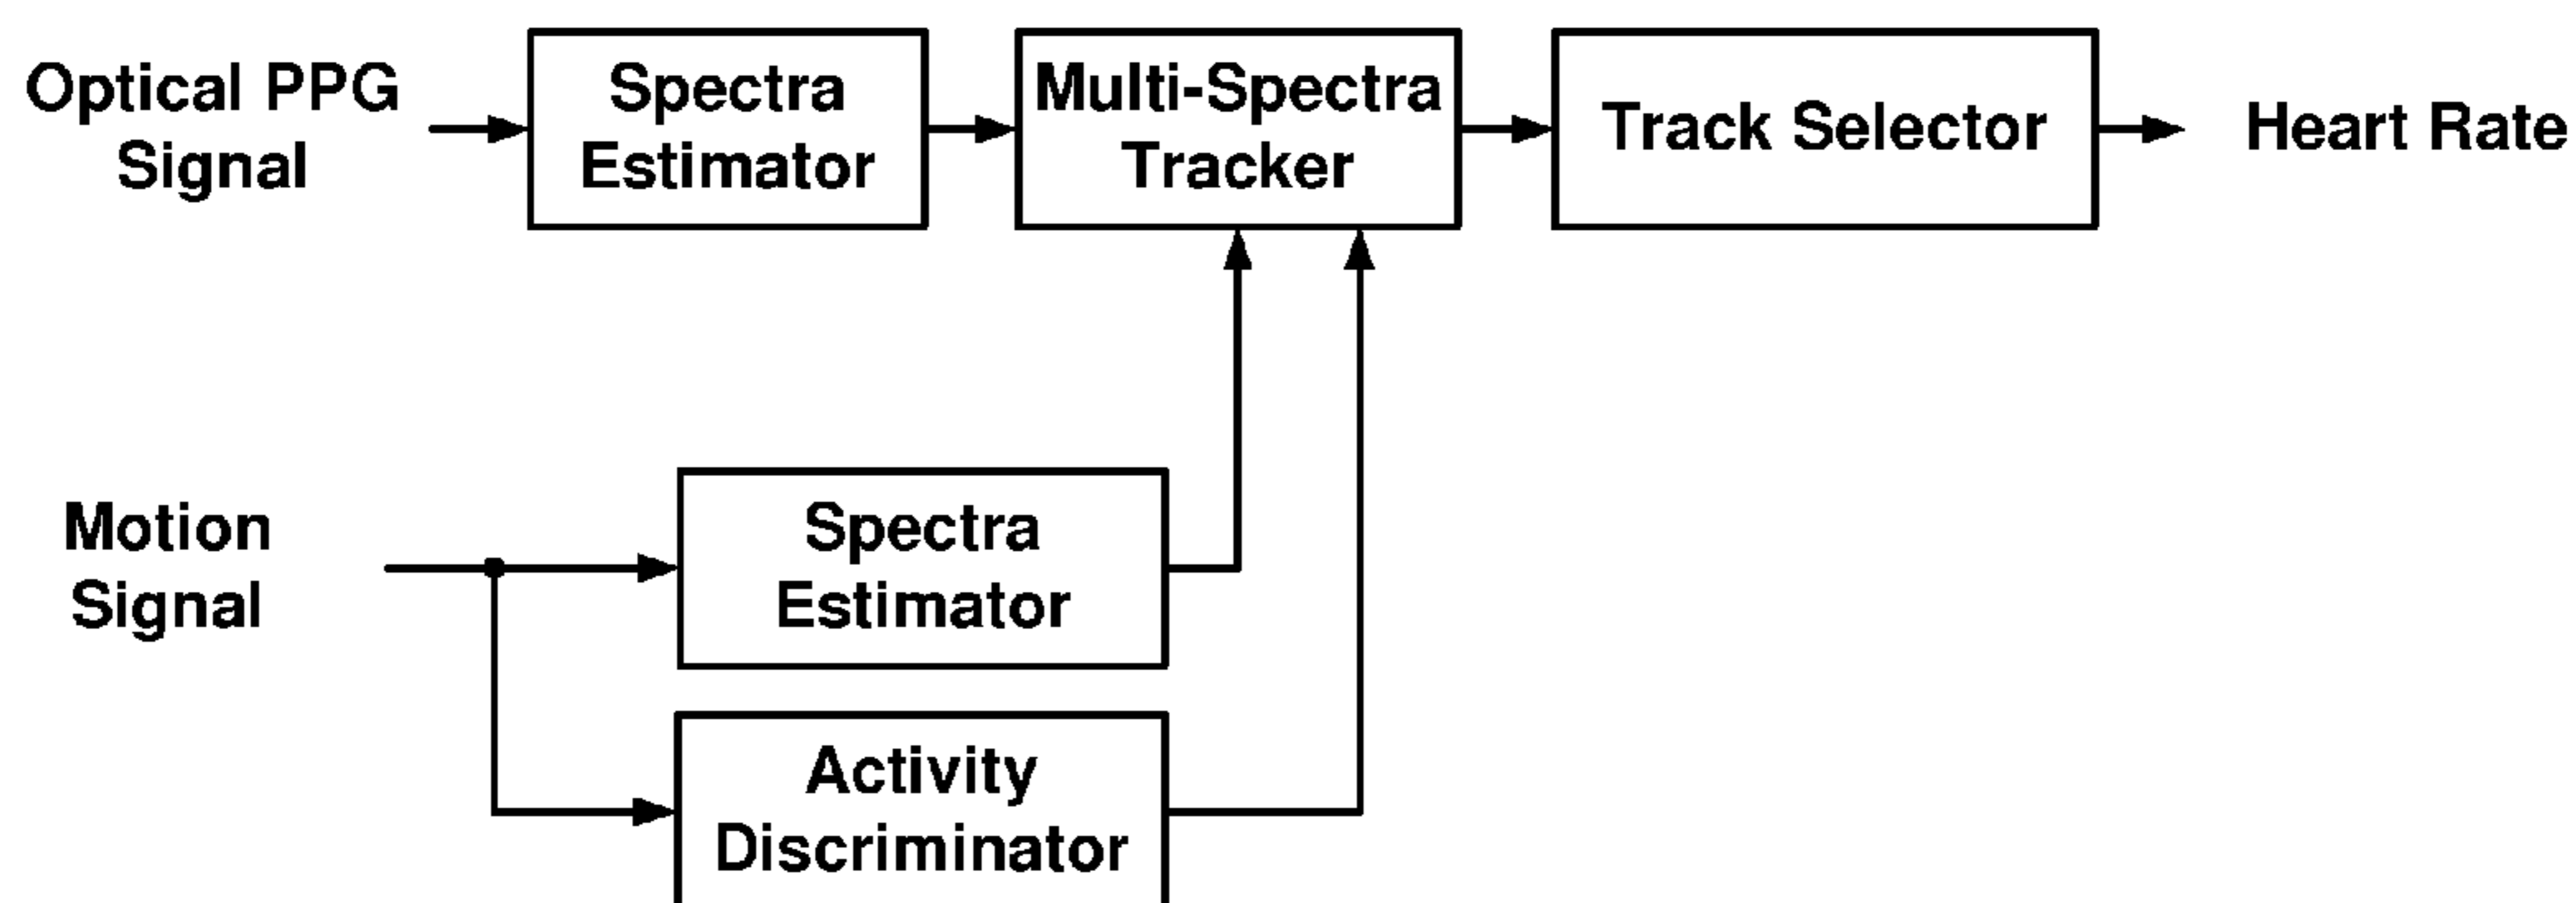 Optical PPG
Signal
Spectra
Estimator
Multi-Spectra
Tracker
Track Selector
Heart Rate
Motion
Signal
Spectra
Estimator
Activity
Discriminator